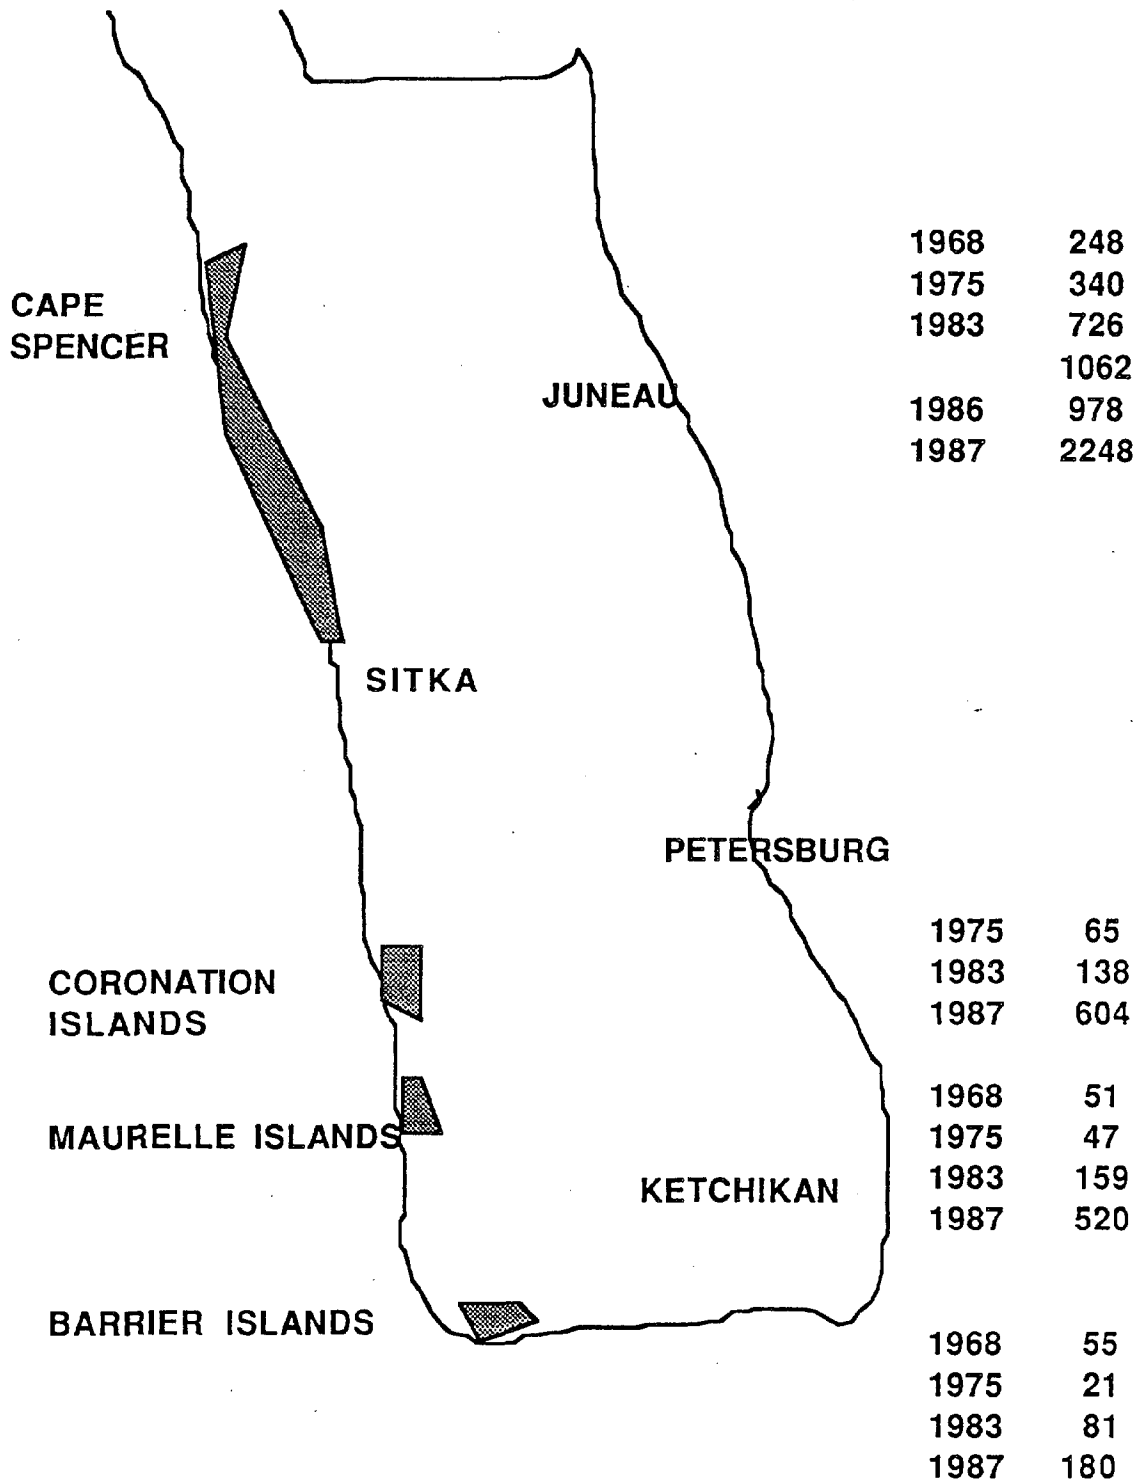 1968 248
1975 340
CAPE
SPENCER
1983 726
1062
JUNEAU
1986 978
1987 2248
SITKA
PETERSBURG
1975 65
CORONATION
ISLANDS
1983 138
1987 604
1968 51
MAURELLE ISLANDS
1975 47
1983 159
KETCHIKAN
1987 520
BARRIER ISLANDS
1968 55
1975 21
1983 81
1987 180